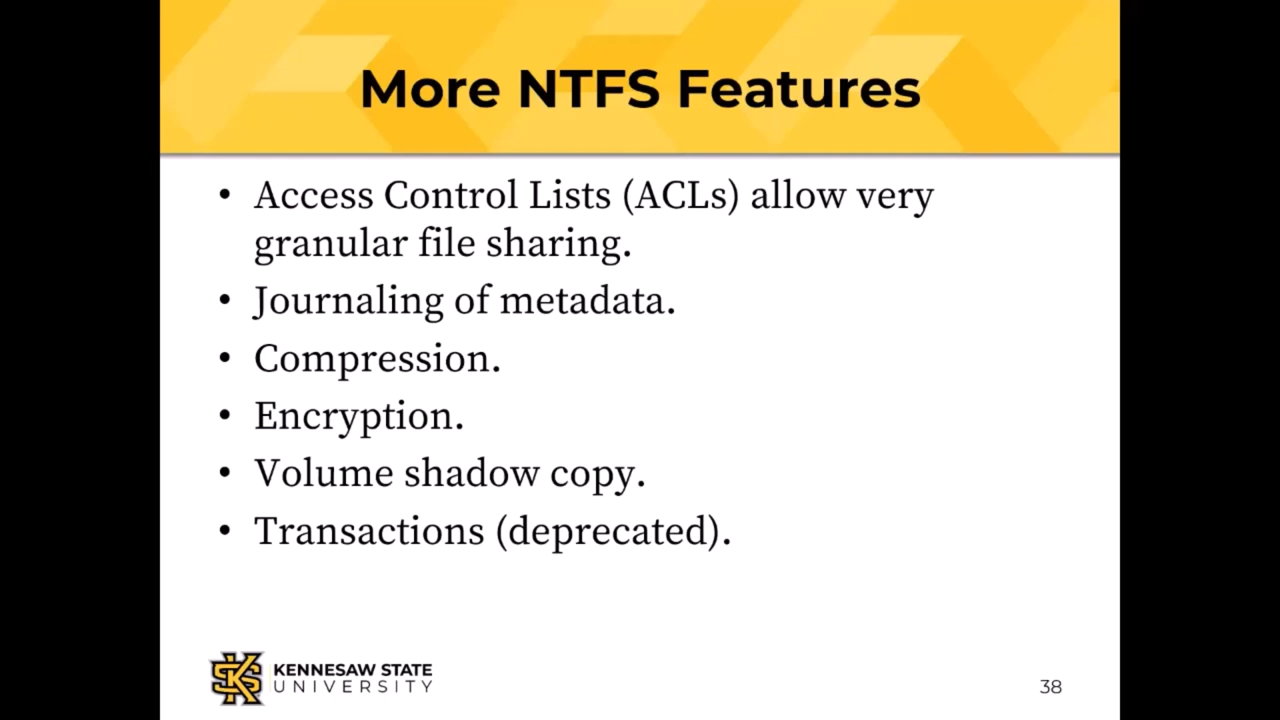 More NTFS Features
• Access Control Lists (ACLs) allow very
granular file sharing.
• Journaling of metadata.
• Compression.
• Encryption.
• Volume shadow copy.
• Transactions (deprecated).
KS
KENNESAW STATE
UNIVERSITY
38